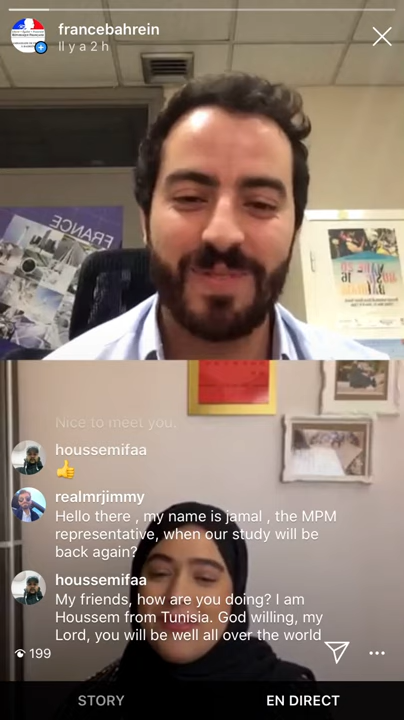 francebahrein
Il y a 2 h
FRANCE
Nice to meet you.
houssemifaa
👍
realmrjimmy
Hello there , my name is jamal , the MPM
representative, when our study will be
back again?
houssemifaa
My friends, how are you doing? I am
Houssem from Tunisia. God willing, my
Lord, you will be well all over the world
199
STORY
EN DIRECT